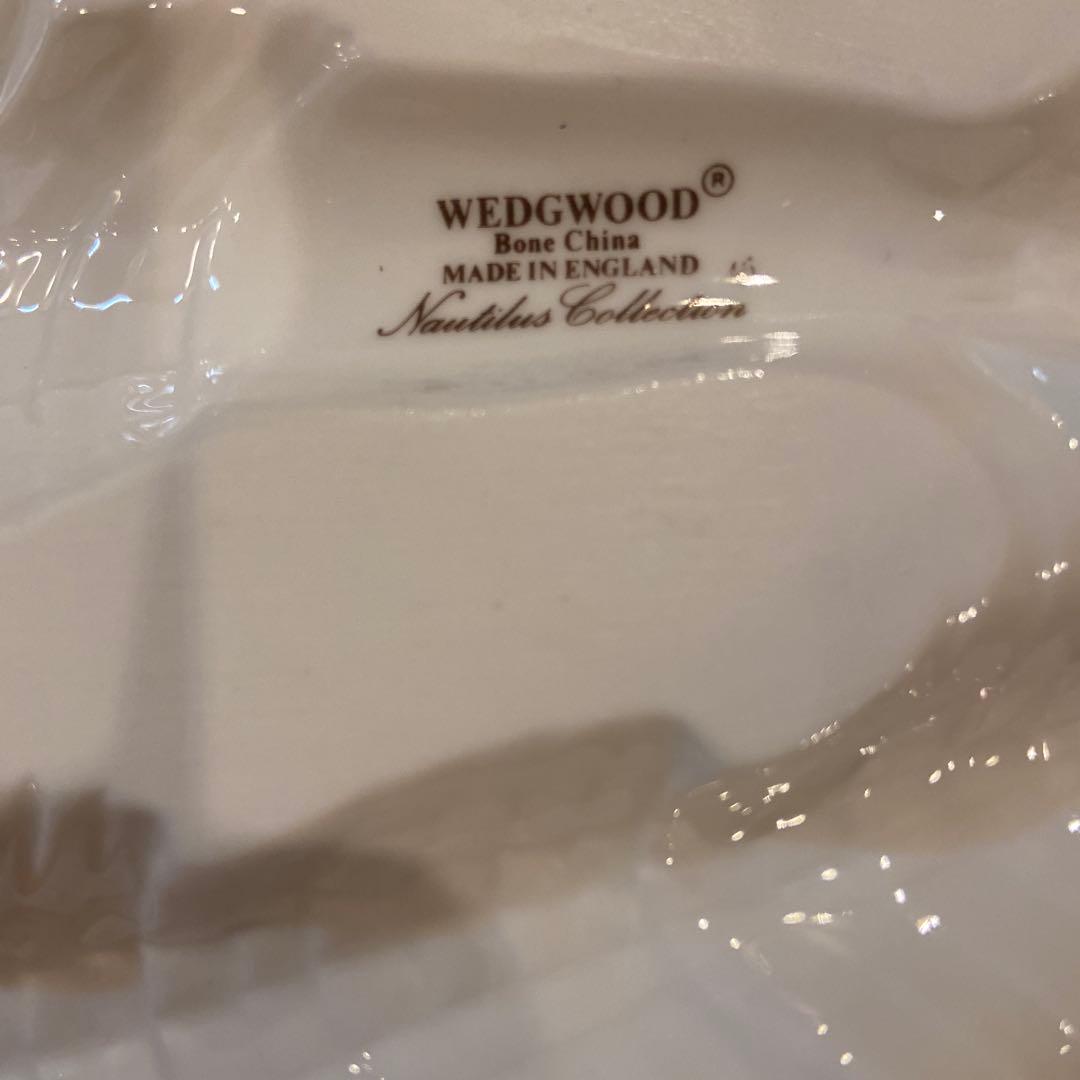 WEDGWOOD®
Bone China
MADE IN ENGLAND
Nautilus Collection